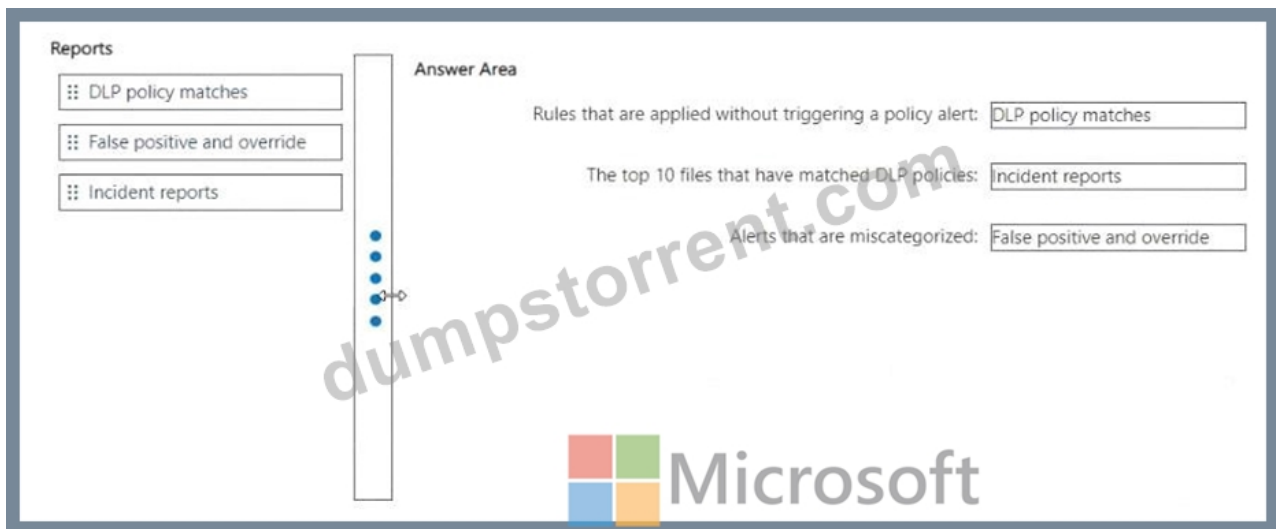 Reports
DLP policy matches
False positive and override
Incident reports
Answer Area
Rules that are applied without triggering a policy alert: DLP policy matches
The top 10 files that have matched DLP policies: Incident reports
Alerts that are miscategorized: False positive and override
dumpstorrent.com
Microsoft